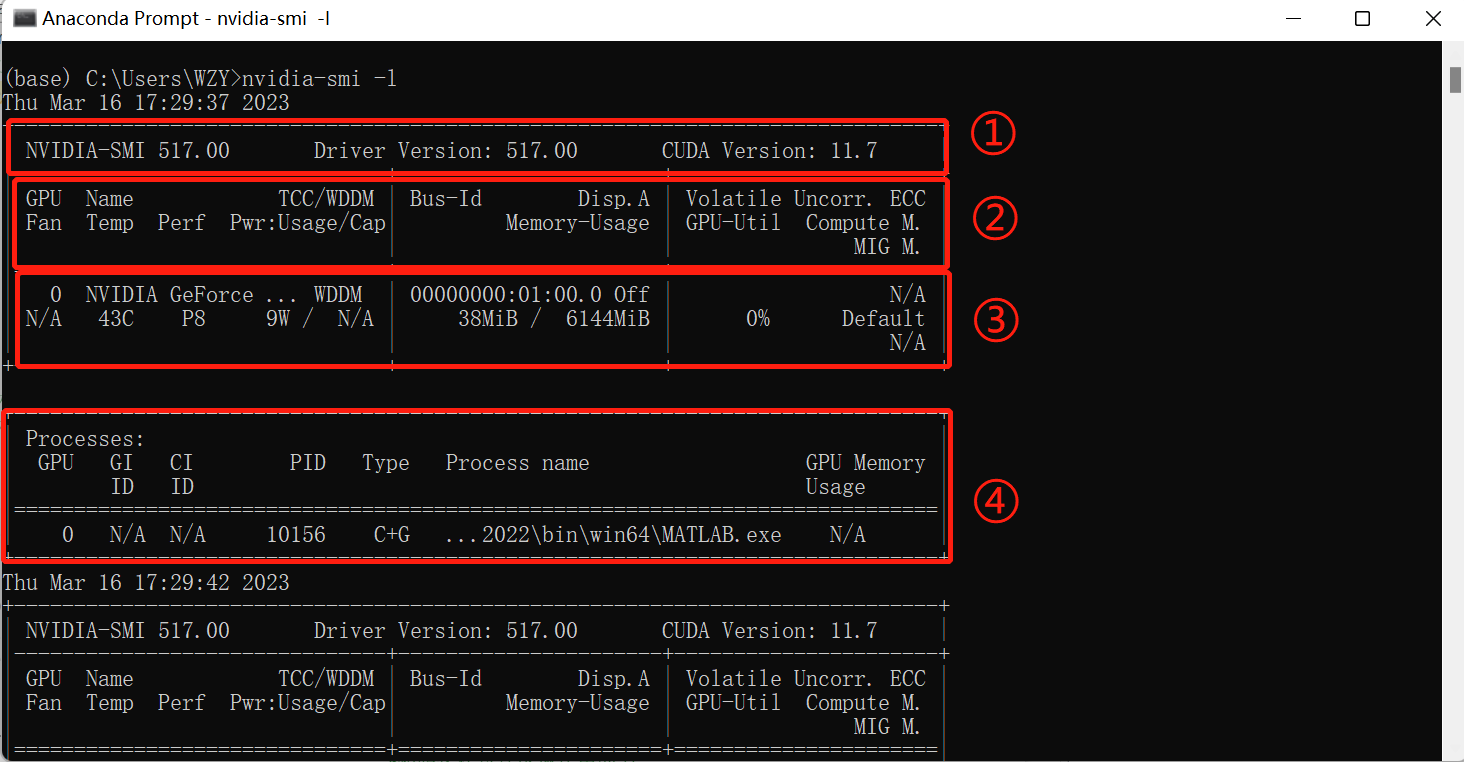 Anaconda Prompt - nvidia-smi -l
(base) C:\Users\WZY>nvidia-smi -l
Thu Mar 16 17:29:37 2023
NVIDIA-SMI 517.00 Driver Version: 517.00 CUDA Version: 11.7
①
GPU Name TCC/WDDM Bus-Id Disp.A Volatile Uncorr. ECC
Fan Temp Perf Pwr:Usage/Cap Memory-Usage GPU-Util Compute M.
②
MIG M.
0 NVIDIA GeForce ... WDDM 00000000:01:00.0 Off N/A
N/A 43C P8 9W / N/A 38MiB / 6144MiB 0% Default
③
N/A
Processes:
GPU GI CI PID Type Process name GPU Memory
ID ID Usage
④
0 N/A N/A 10156 C+G ...2022\bin\win64\MATLAB.exe N/A
Thu Mar 16 17:29:42 2023
NVIDIA-SMI 517.00 Driver Version: 517.00 CUDA Version: 11.7
GPU Name TCC/WDDM Bus-Id Disp.A Volatile Uncorr. ECC
Fan Temp Perf Pwr:Usage/Cap Memory-Usage GPU-Util Compute M.
MIG M.